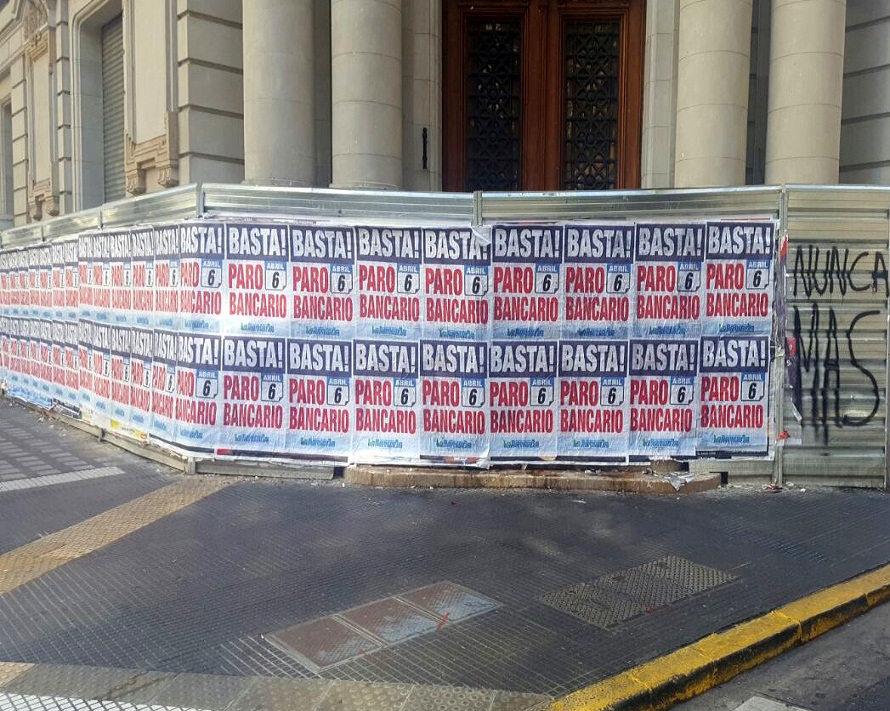 BASTA!
PARO
ABRIL
6
BANCARIO
NUNCA
MAS